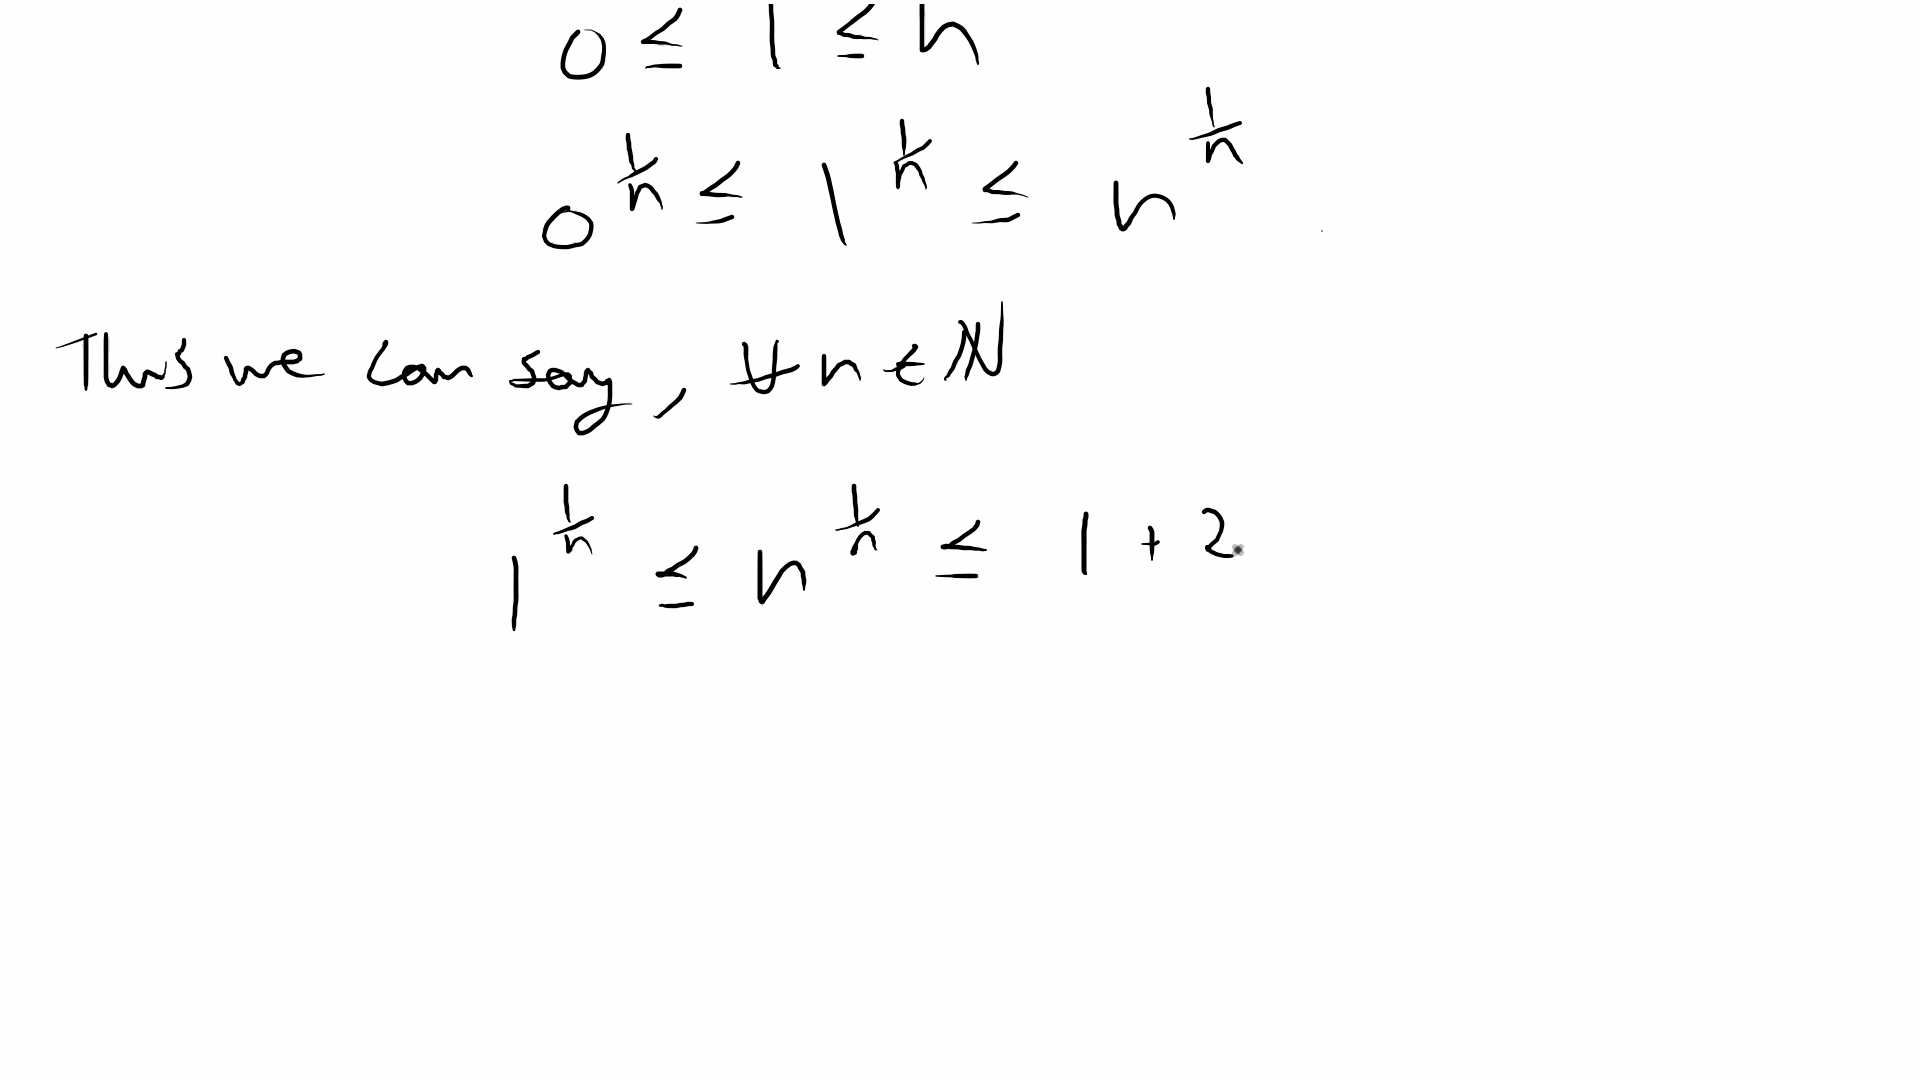 0 ≤ 1 ≤ n
0^{1/n} ≤ 1^{1/n} ≤ n^{1/n}
Thus we can say, ∀ n ∈ ℕ
1^{1/n} ≤ n^{1/n} ≤ 1 + 2